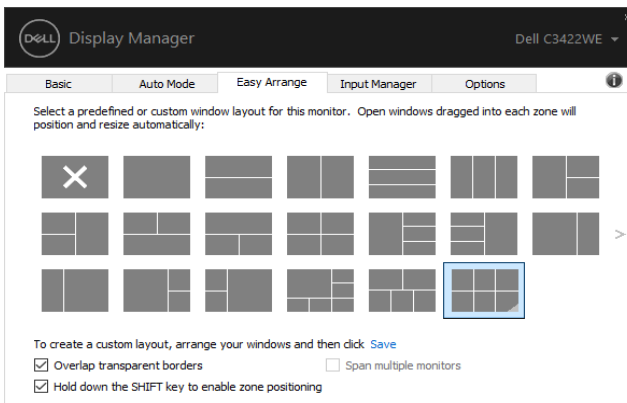 DELL Display Manager Dell C3422WE
Basic Auto Mode Easy Arrange Input Manager Options
Select a predefined or custom window layout for this monitor. Open windows dragged into each zone will
position and resize automatically:
To create a custom layout, arrange your windows and then click Save
Overlap transparent borders Span multiple monitors
Hold down the SHIFT key to enable zone positioning